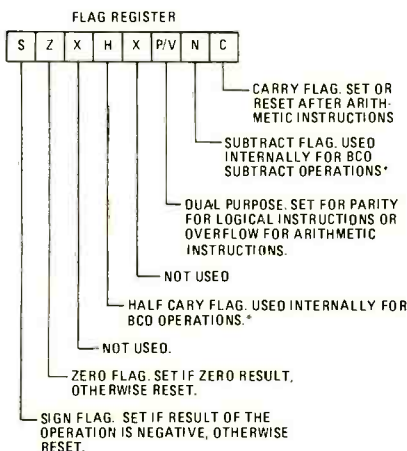 FLAG REGISTER
S Z X H X P/V N C
CARRY FLAG. SET OR
RESET AFTER ARITH-
METIC INSTRUCTIONS
SUBTRACT FLAG. USED
INTERNALLY FOR BCO
SUBTRACT OPERATIONS*
DUAL PURPOSE. SET FOR PARITY
FOR LOGICAL INSTRUCTIONS OR
OVERFLOW FOR ARITHMETIC
INSTRUCTIONS.
NOT USED
HALF CARY FLAG. USED INTERNALLY FOR
BCO OPERATIONS.*
NOT USED.
ZERO FLAG. SET IF ZERO RESULT,
OTHERWISE RESET.
SIGN FLAG. SET IF RESULT OF THE
OPERATION IS NEGATIVE, OTHERWISE
RESET.